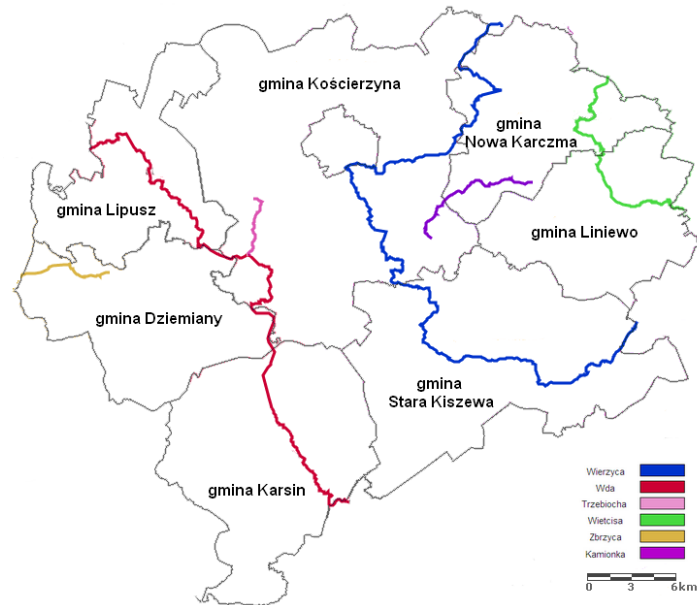 gmina Kościerzyna
gmina
Nowa Karczma
gmina Lipusz
gmina Liniewo
gmina Dziemiany
gmina
Stara Kiszewa
gmina Karsin
Wierzyca
Wda
Trzebiocha
Wietcisa
Zbrzyca
Kamionka
0 3 6km